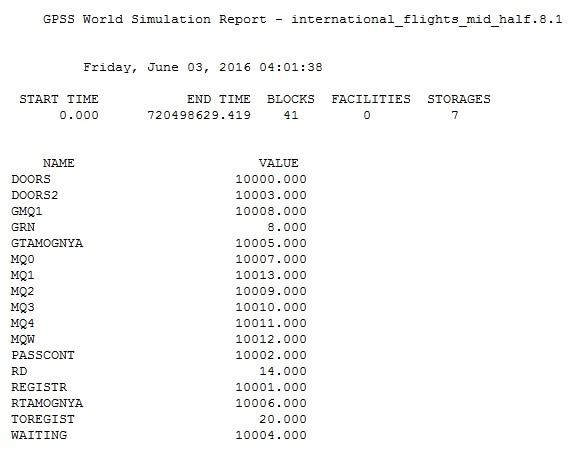 GPSS World Simulation Report - international_flights_mid_half.8.1
Friday, June 03, 2016 04:01:38
START TIME END TIME BLOCKS FACILITIES STORAGES
0.000 720498629.419 41 0 7
NAME VALUE
DOORS 10000.000
DOORS2 10003.000
GMQ1 10008.000
GRN 8.000
GTAMOGNYA 10005.000
MQ0 10007.000
MQ1 10013.000
MQ2 10009.000
MQ3 10010.000
MQ4 10011.000
MQW 10012.000
PASSCONT 10002.000
RD 14.000
REGISTR 10001.000
RTAMOGNYA 10006.000
TOREGIST 20.000
WAITING 10004.000